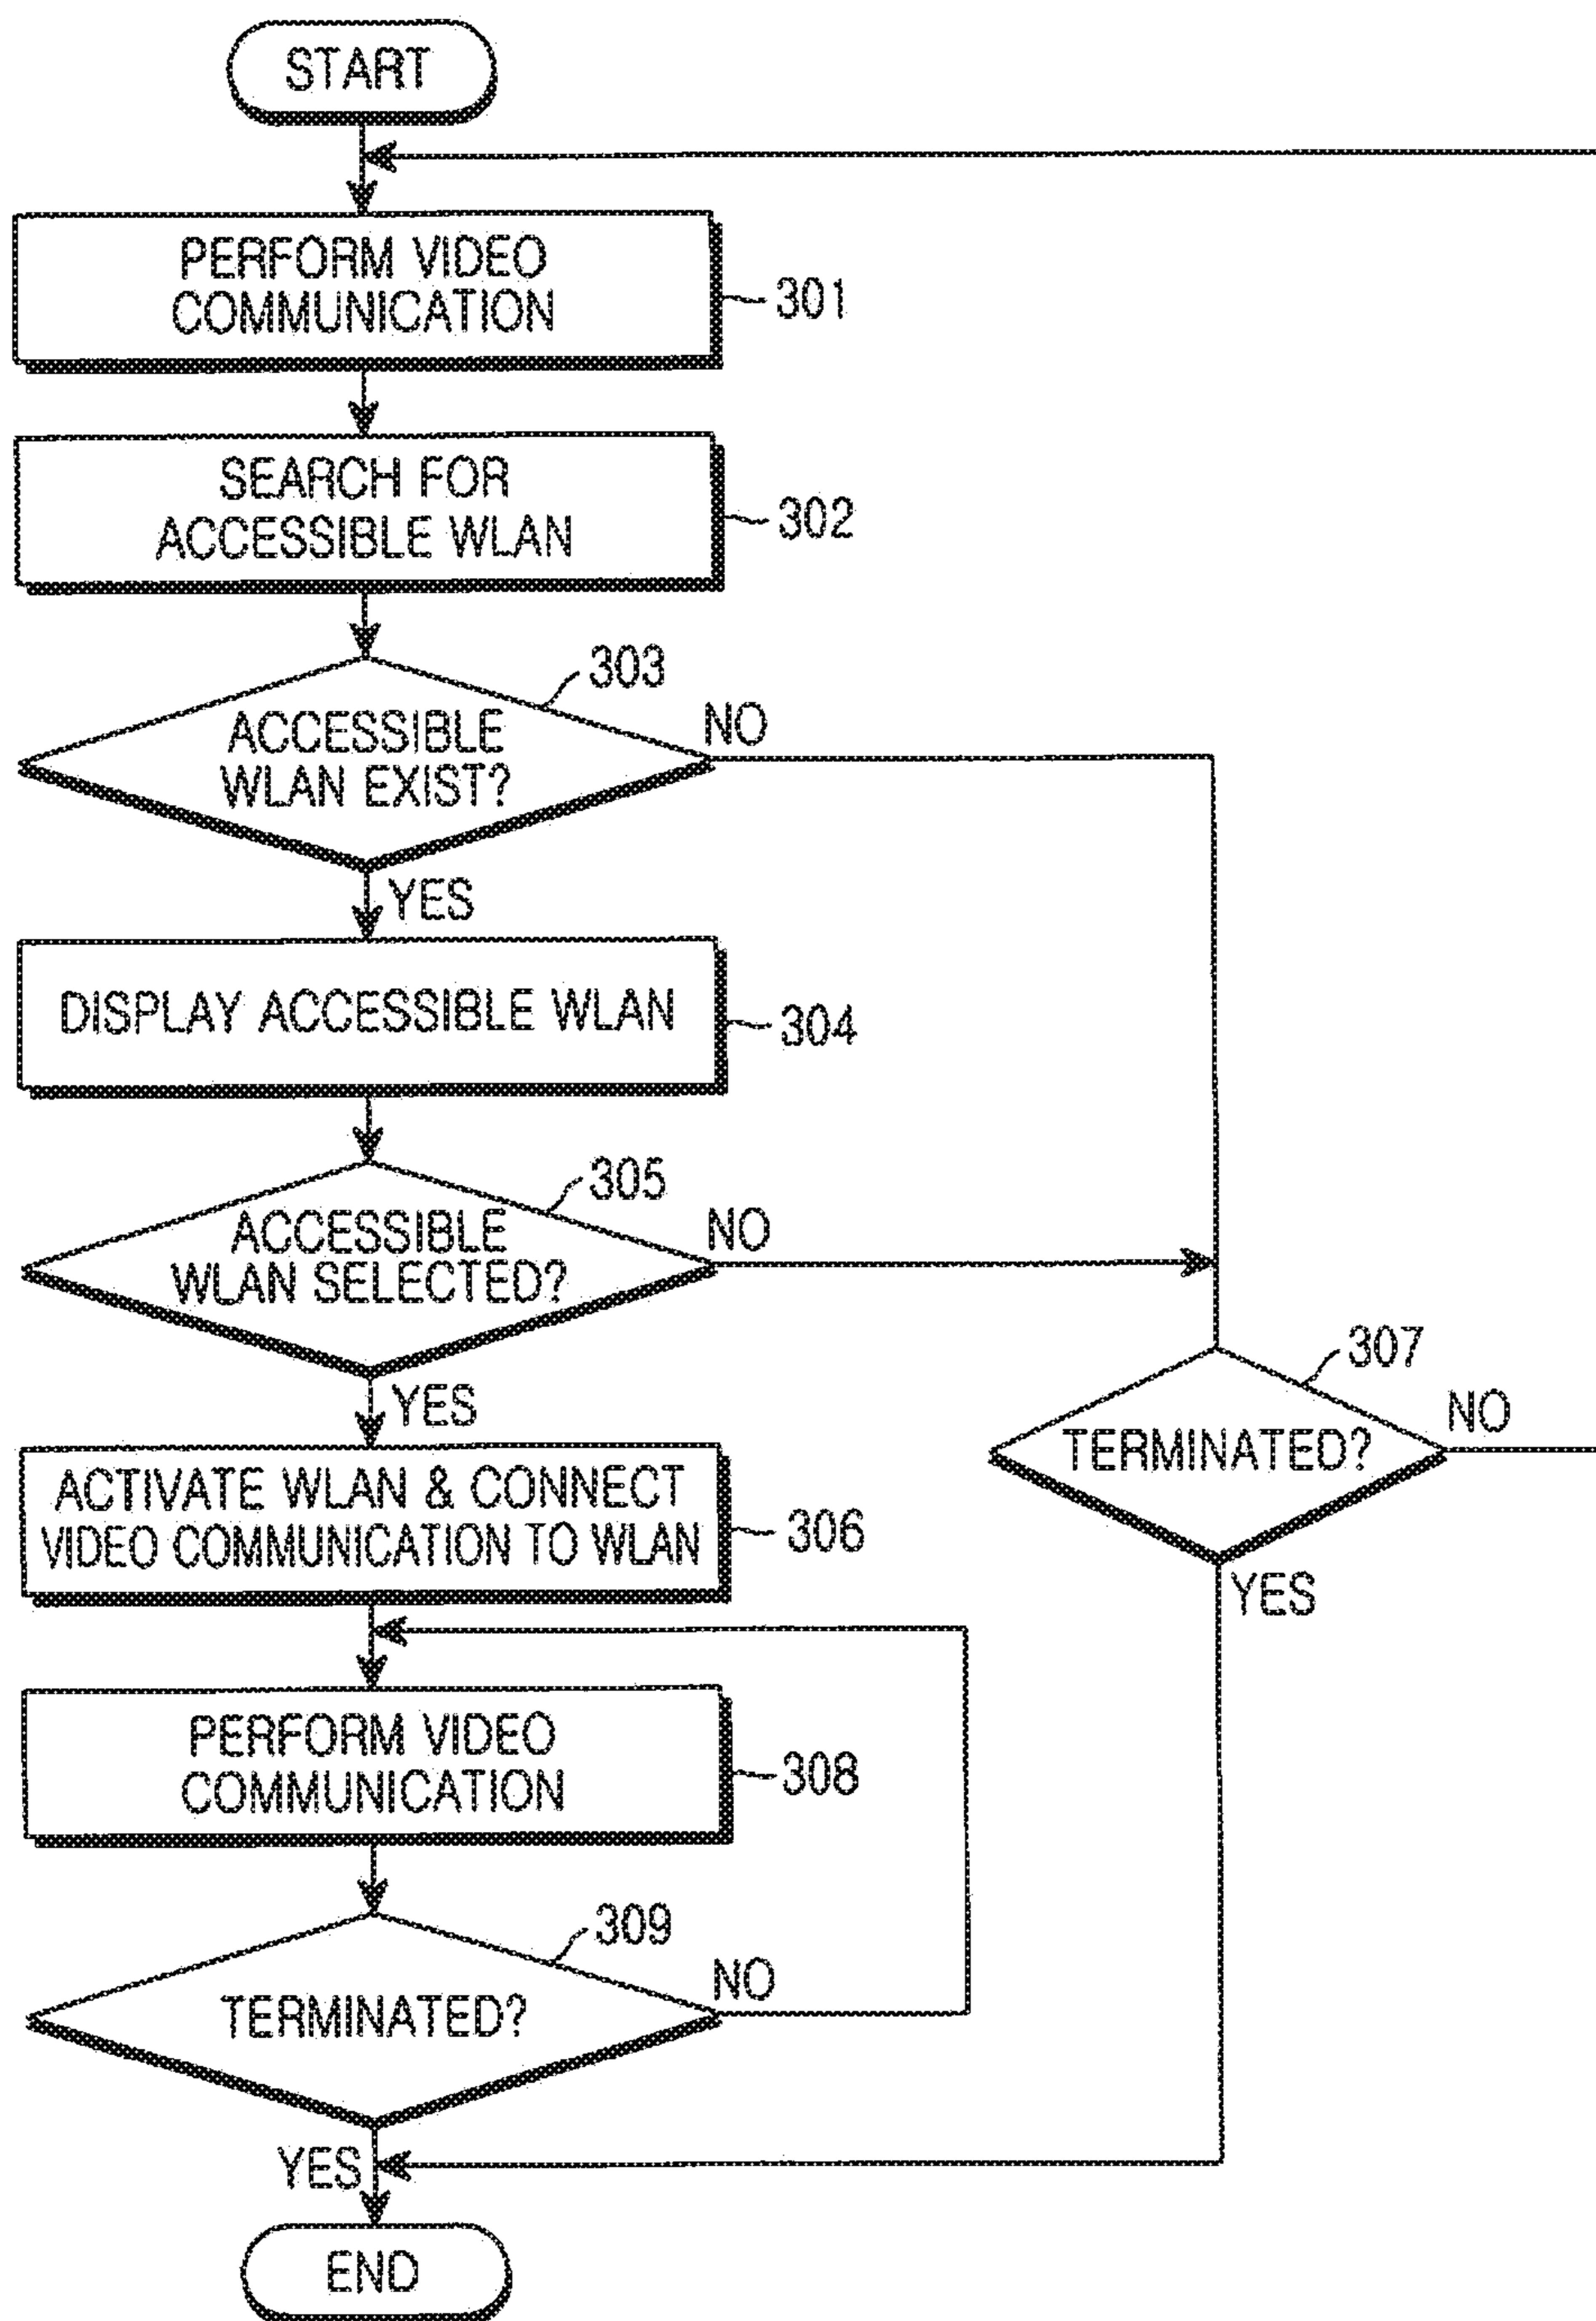 START
PERFORM VIDEO
COMMUNICATION
301
SEARCH FOR
ACCESSIBLE WLAN
302
303
ACCESSIBLE
WLAN EXIST?
NO
YES
DISPLAY ACCESSIBLE WLAN
304
305
ACCESSIBLE
WLAN SELECTED?
NO
YES
307
TERMINATED?
NO
YES
ACTIVATE WLAN & CONNECT
VIDEO COMMUNICATION TO WLAN
306
PERFORM VIDEO
COMMUNICATION
308
309
TERMINATED?
NO
YES
END